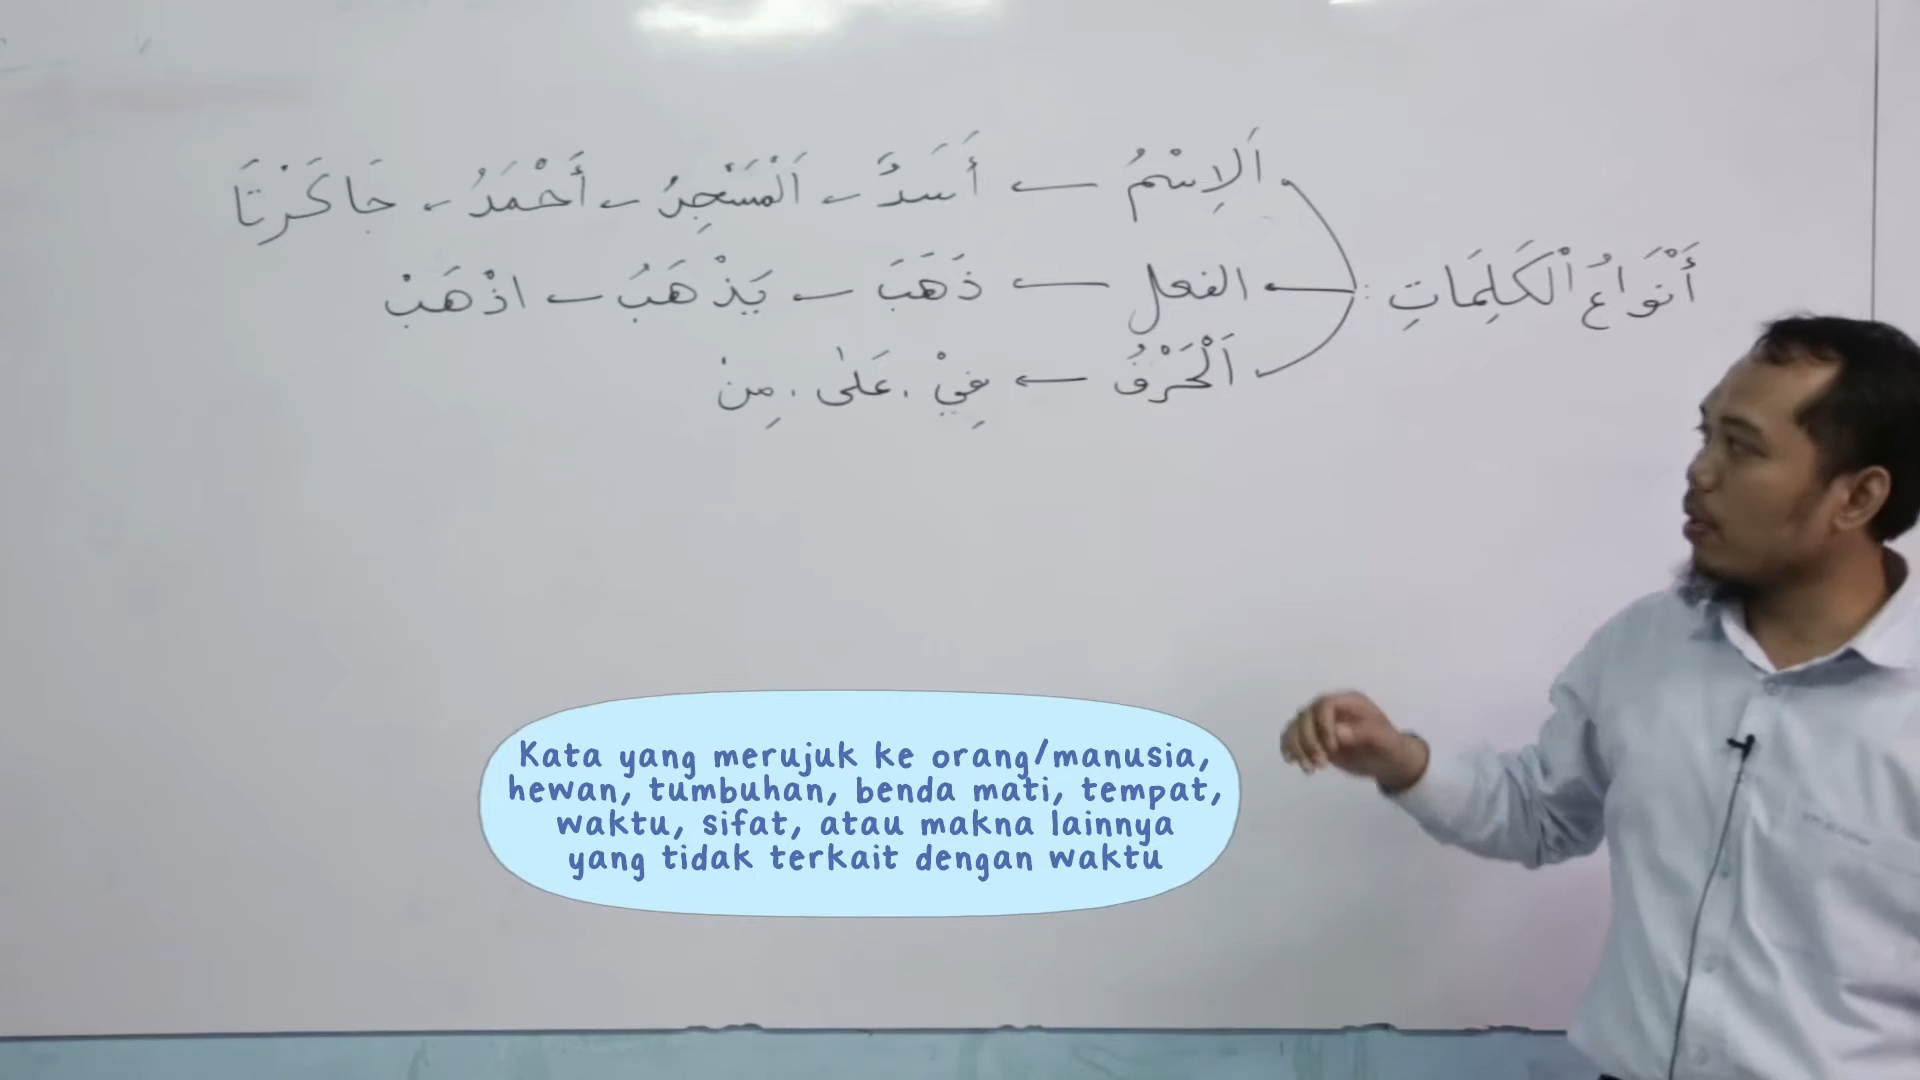 أَنْوَاعُ الْكَلِمَاتِ :
اَلِاسْمُ ← أَسَدٌ - اَلْمَسْجِدُ - أَحْمَدُ - جَاكَرْتَا
الفعل ← ذَهَبَ - يَذْهَبُ - اذْهَبْ
اَلْحَرْفُ ← فِيْ . عَلٰى . مِنْ
Kata yang merujuk ke orang/manusia,
hewan, tumbuhan, benda mati, tempat,
waktu, sifat, atau makna lainnya
yang tidak terkait dengan waktu